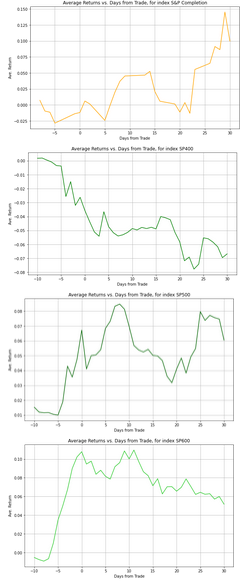 Average Returns vs. Days from Trade, for index S&P Completion
Ave. Return
0.150
0.125
0.100
0.075
0.050
0.025
0.000
−0.025
−5 0 5 10 15 20 25 30
Days from Trade
Average Returns vs. Days from Trade, for index SP400
Ave. Return
0.00
−0.01
−0.02
−0.03
−0.04
−0.05
−0.06
−0.07
−0.08
−10 −5 0 5 10 15 20 25 30
Days from Trade
Average Returns vs. Days from Trade, for index SP500
Ave. Return
0.08
0.07
0.06
0.05
0.04
0.03
0.02
0.01
−10 −5 0 5 10 15 20 25 30
Days from Trade
Average Returns vs. Days from Trade, for index SP600
Ave. Return
0.10
0.08
0.06
0.04
0.02
0.00
−10 −5 0 5 10 15 20 25 30
Days from Trade